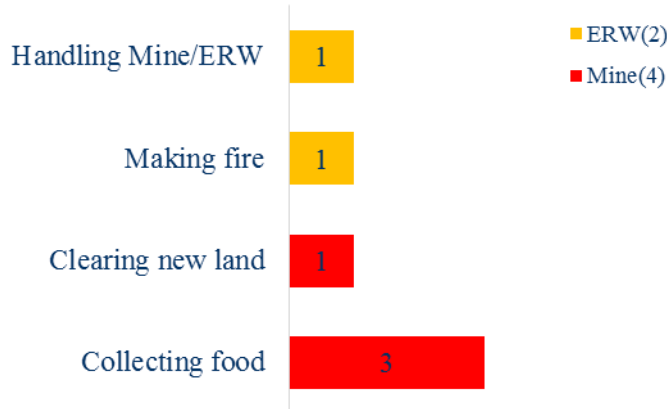 Handling Mine/ERW
1
ERW(2)
Mine(4)
Making fire
1
Clearing new land
1
Collecting food
3